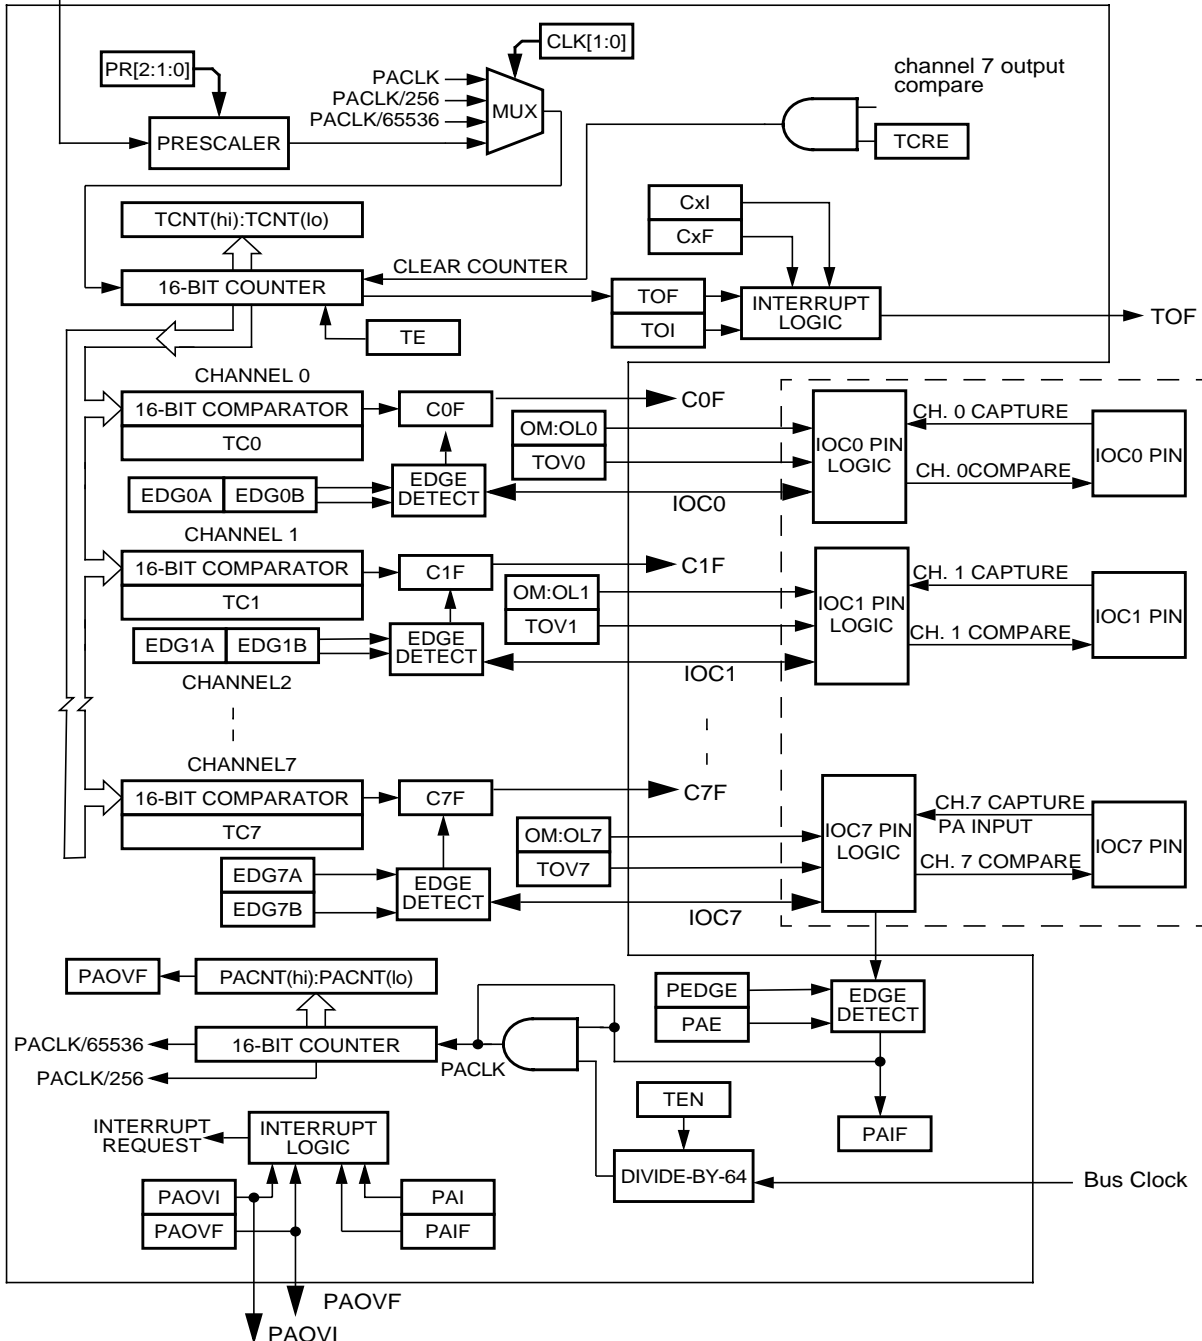 CLK[1:0]
PR[2:1:0]
PACLK
PACLK/256
PACLK/65536
MUX
PRESCALER
channel 7 output
compare
TCRE
TCNT(hi):TCNT(lo)
CxI
CxF
CLEAR COUNTER
16-BIT COUNTER
TOF
TOI
INTERRUPT
LOGIC
TOF
TE
CHANNEL 0
16-BIT COMPARATOR
TC0
C0F
C0F
OM:OL0
TOV0
EDG0A
EDG0B
EDGE
DETECT
IOC0
IOC0 PIN
LOGIC
CH. 0 CAPTURE
CH. 0COMPARE
IOC0 PIN
CHANNEL 1
16-BIT COMPARATOR
TC1
C1F
C1F
OM:OL1
TOV1
EDG1A
EDG1B
EDGE
DETECT
IOC1
IOC1 PIN
LOGIC
CH. 1 CAPTURE
CH. 1 COMPARE
IOC1 PIN
CHANNEL2
CHANNEL7
16-BIT COMPARATOR
TC7
C7F
C7F
OM:OL7
TOV7
EDG7A
EDG7B
EDGE
DETECT
IOC7
IOC7 PIN
LOGIC
CH.7 CAPTURE
PA INPUT
CH. 7 COMPARE
IOC7 PIN
PAOVF
PACNT(hi):PACNT(lo)
PEDGE
PAE
EDGE
DETECT
PACLK/65536
16-BIT COUNTER
PACLK
PACLK/256
TEN
PAIF
INTERRUPT
REQUEST
INTERRUPT
LOGIC
DIVIDE-BY-64
Bus Clock
PAOVI
PAOVF
PAI
PAIF
PAOVF
PAOVI